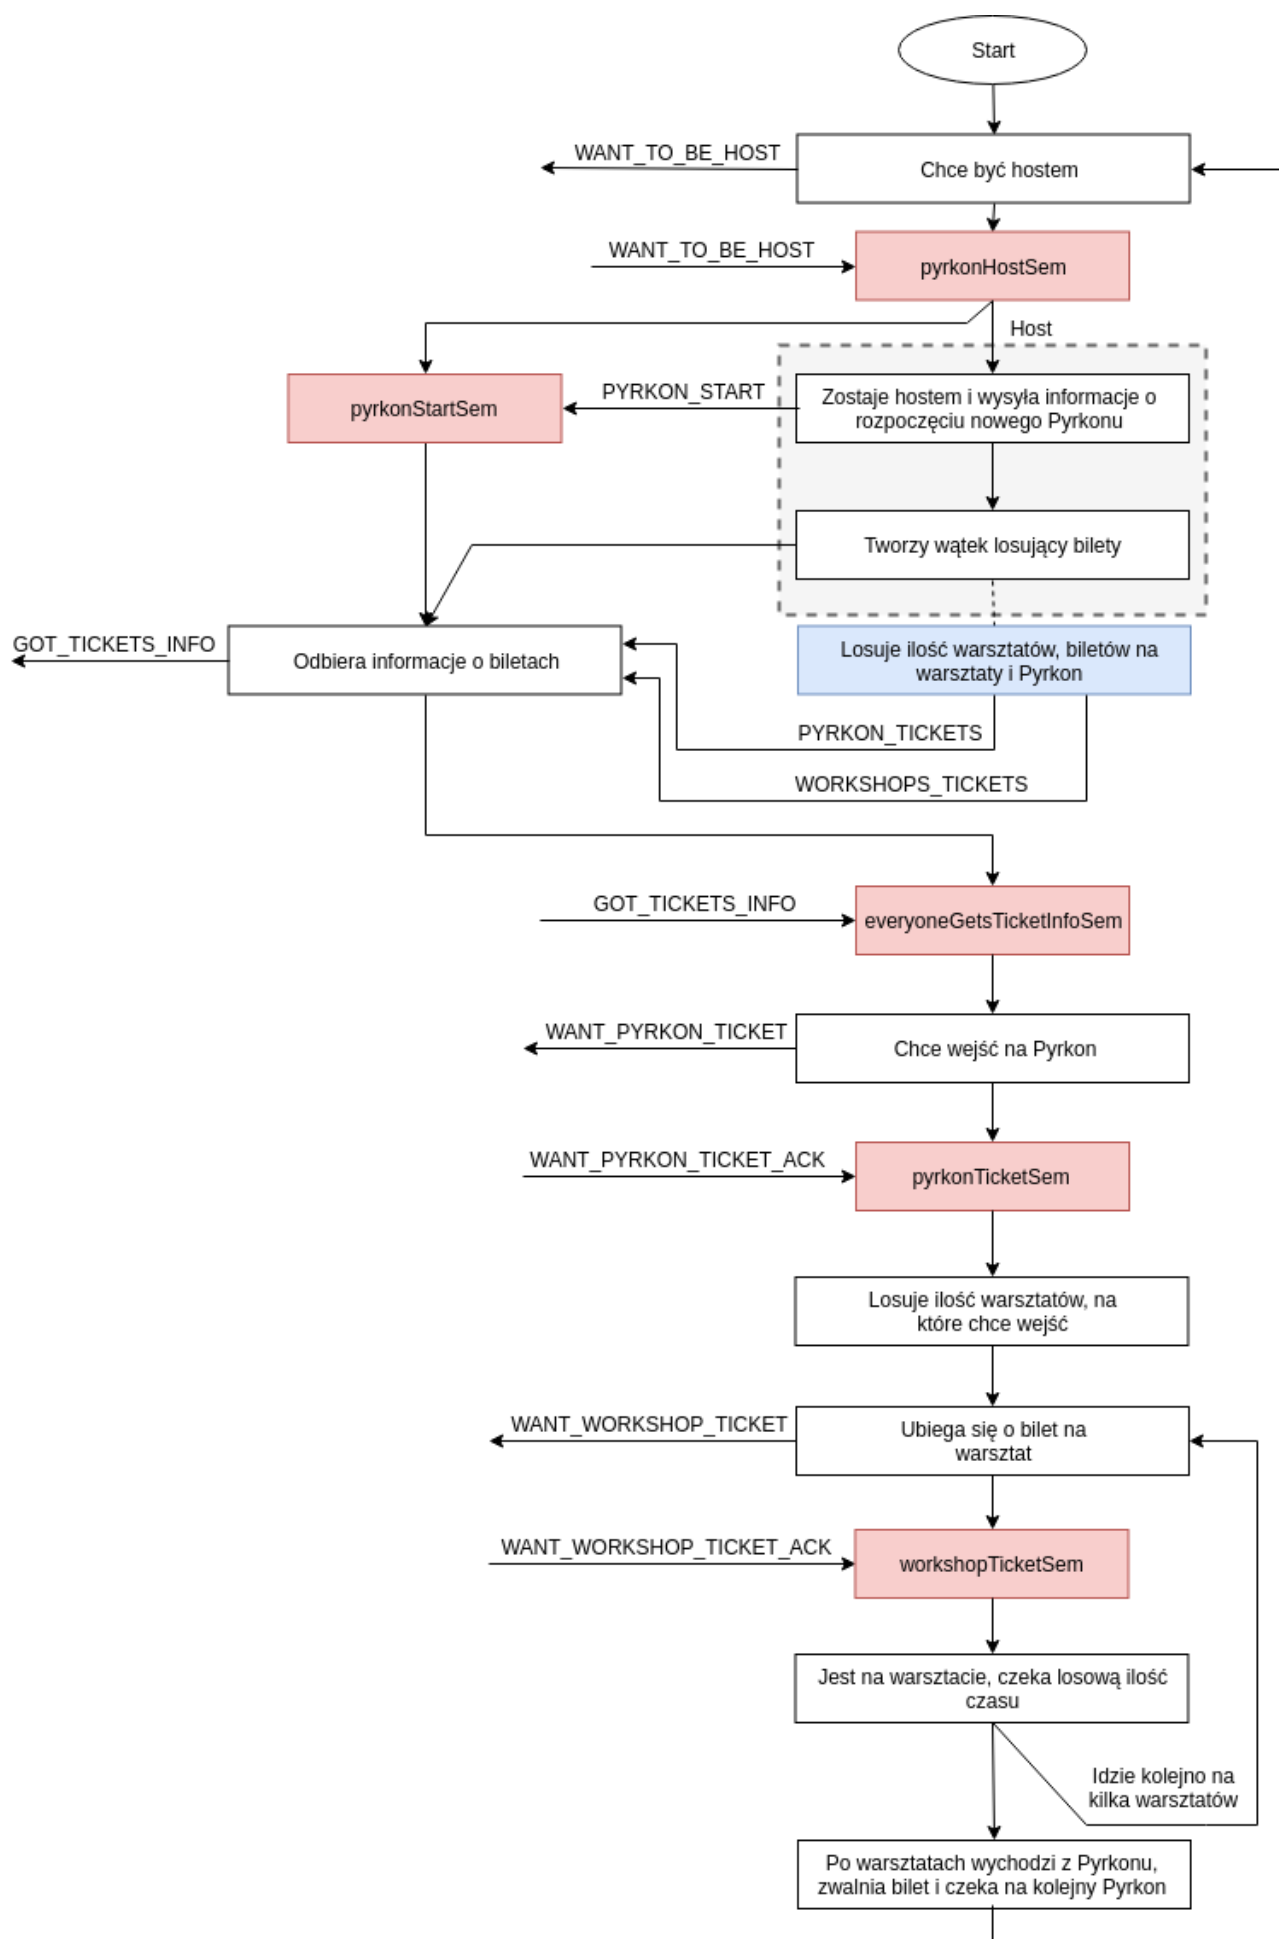 Start
WANT_TO_BE_HOST
Chce być hostem
WANT_TO_BE_HOST
pyrkonHostSem
Host
pyrkonStartSem
PYRKON_START
Zostaje hostem i wysyła informacje o
rozpoczęciu nowego Pyrkonu
Tworzy wątek losujący bilety
GOT_TICKETS_INFO
Odbiera informacje o biletach
Losuje ilość warsztatów, biletów na
warsztaty i Pyrkon
PYRKON_TICKETS
WORKSHOPS_TICKETS
GOT_TICKETS_INFO
everyoneGetsTicketInfoSem
WANT_PYRKON_TICKET
Chce wejść na Pyrkon
WANT_PYRKON_TICKET_ACK
pyrkonTicketSem
Losuje ilość warsztatów, na
które chce wejść
WANT_WORKSHOP_TICKET
Ubiega się o bilet na
warsztat
WANT_WORKSHOP_TICKET_ACK
workshopTicketSem
Jest na warsztacie, czeka losową ilość
czasu
Idzie kolejno na
kilka warsztatów
Po warsztatach wychodzi z Pyrkonu,
zwalnia bilet i czeka na kolejny Pyrkon